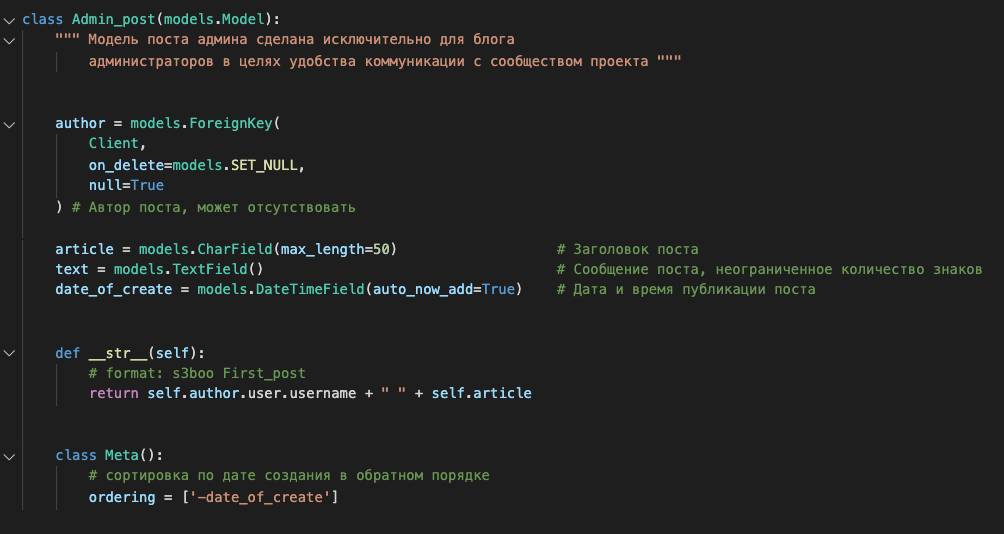 class Admin_post(models.Model):
""" Модель поста админа сделана исключительно для блога
администраторов в целях удобства коммуникации с сообществом проекта """
author = models.ForeignKey(
Client,
on_delete=models.SET_NULL,
null=True
) # Автор поста, может отсутствовать
article = models.CharField(max_length=50) # Заголовок поста
text = models.TextField() # Сообщение поста, неограниченное количество знаков
date_of_create = models.DateTimeField(auto_now_add=True) # Дата и время публикации поста
def __str__(self):
# format: s3boo First_post
return self.author.user.username + " " + self.article
class Meta():
# сортировка по дате создания в обратном порядке
ordering = ['-date_of_create']